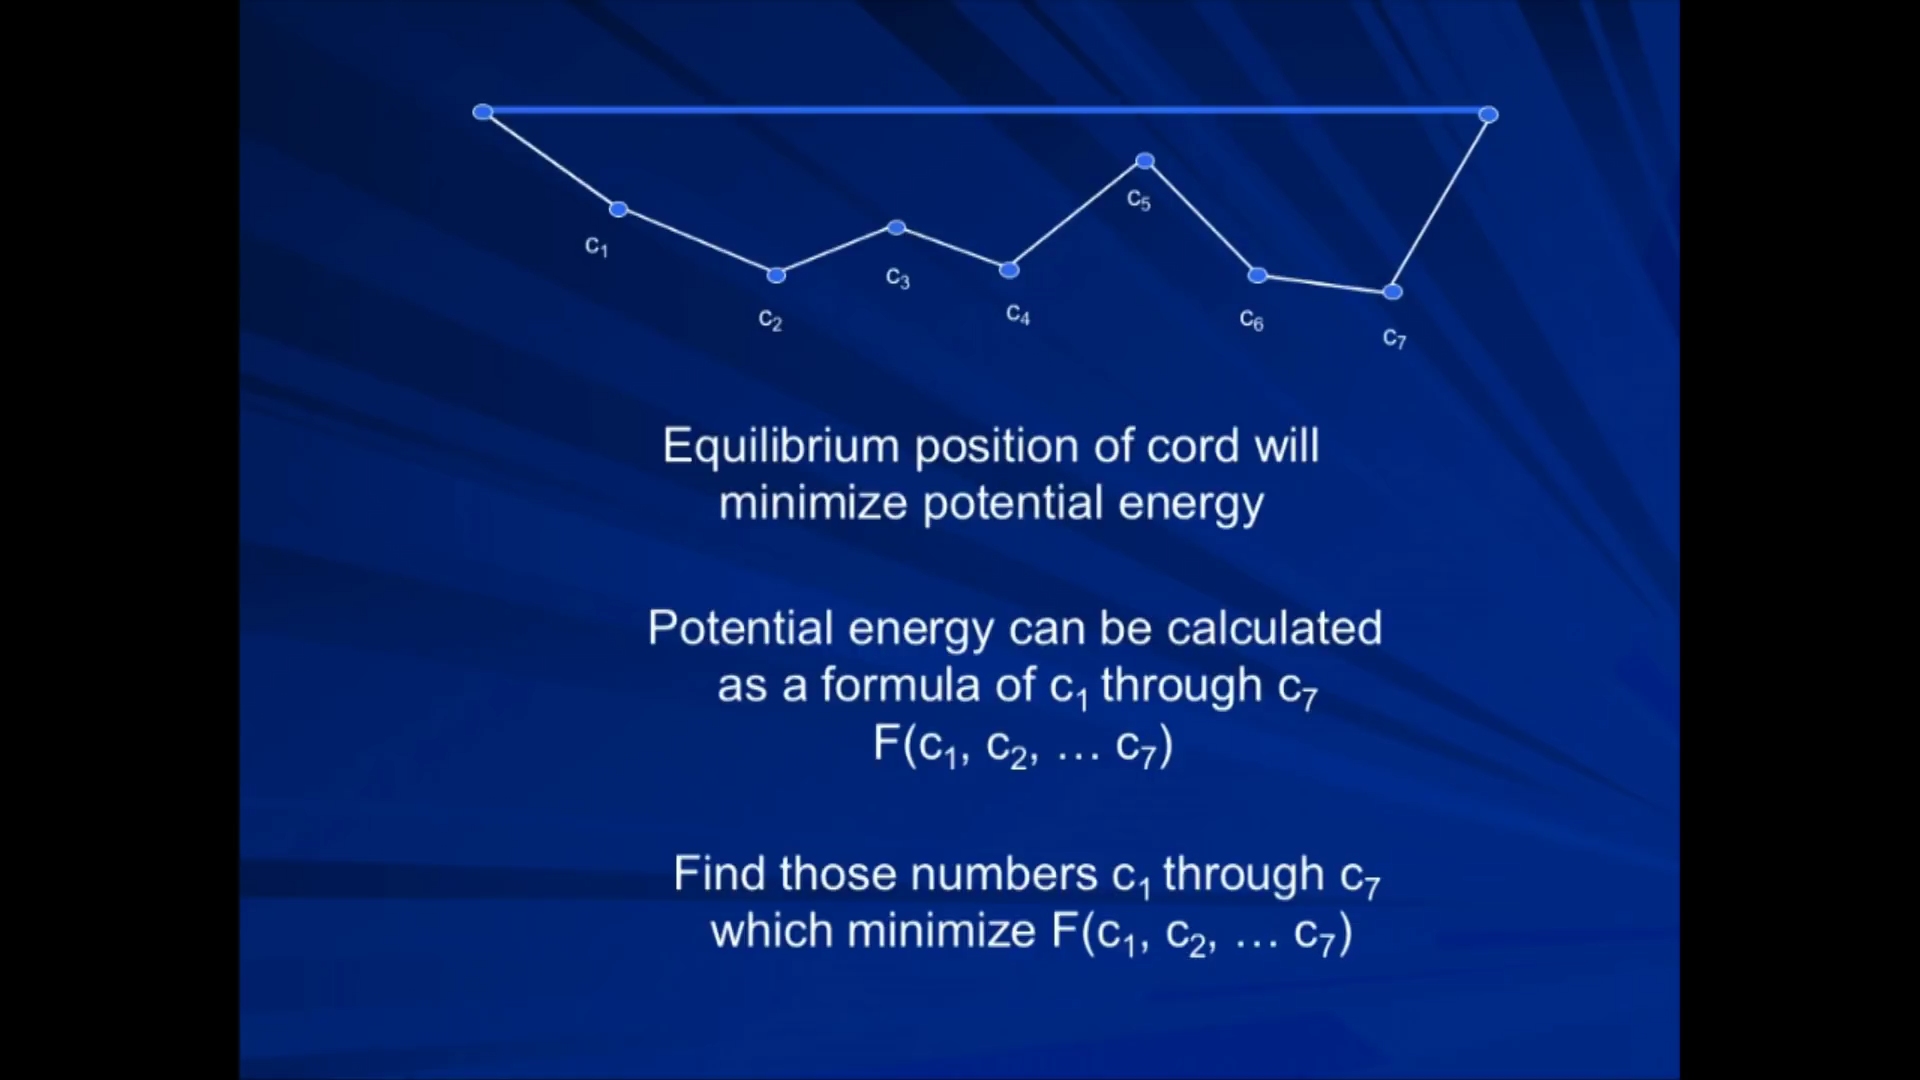 c₅
c₁
c₃
c₄
c₂
c₆
c₇
Equilibrium position of cord will
minimize potential energy
Potential energy can be calculated
as a formula of c₁ through c₇
F(c₁, c₂, … c₇)
Find those numbers c₁ through c₇
which minimize F(c₁, c₂, … c₇)